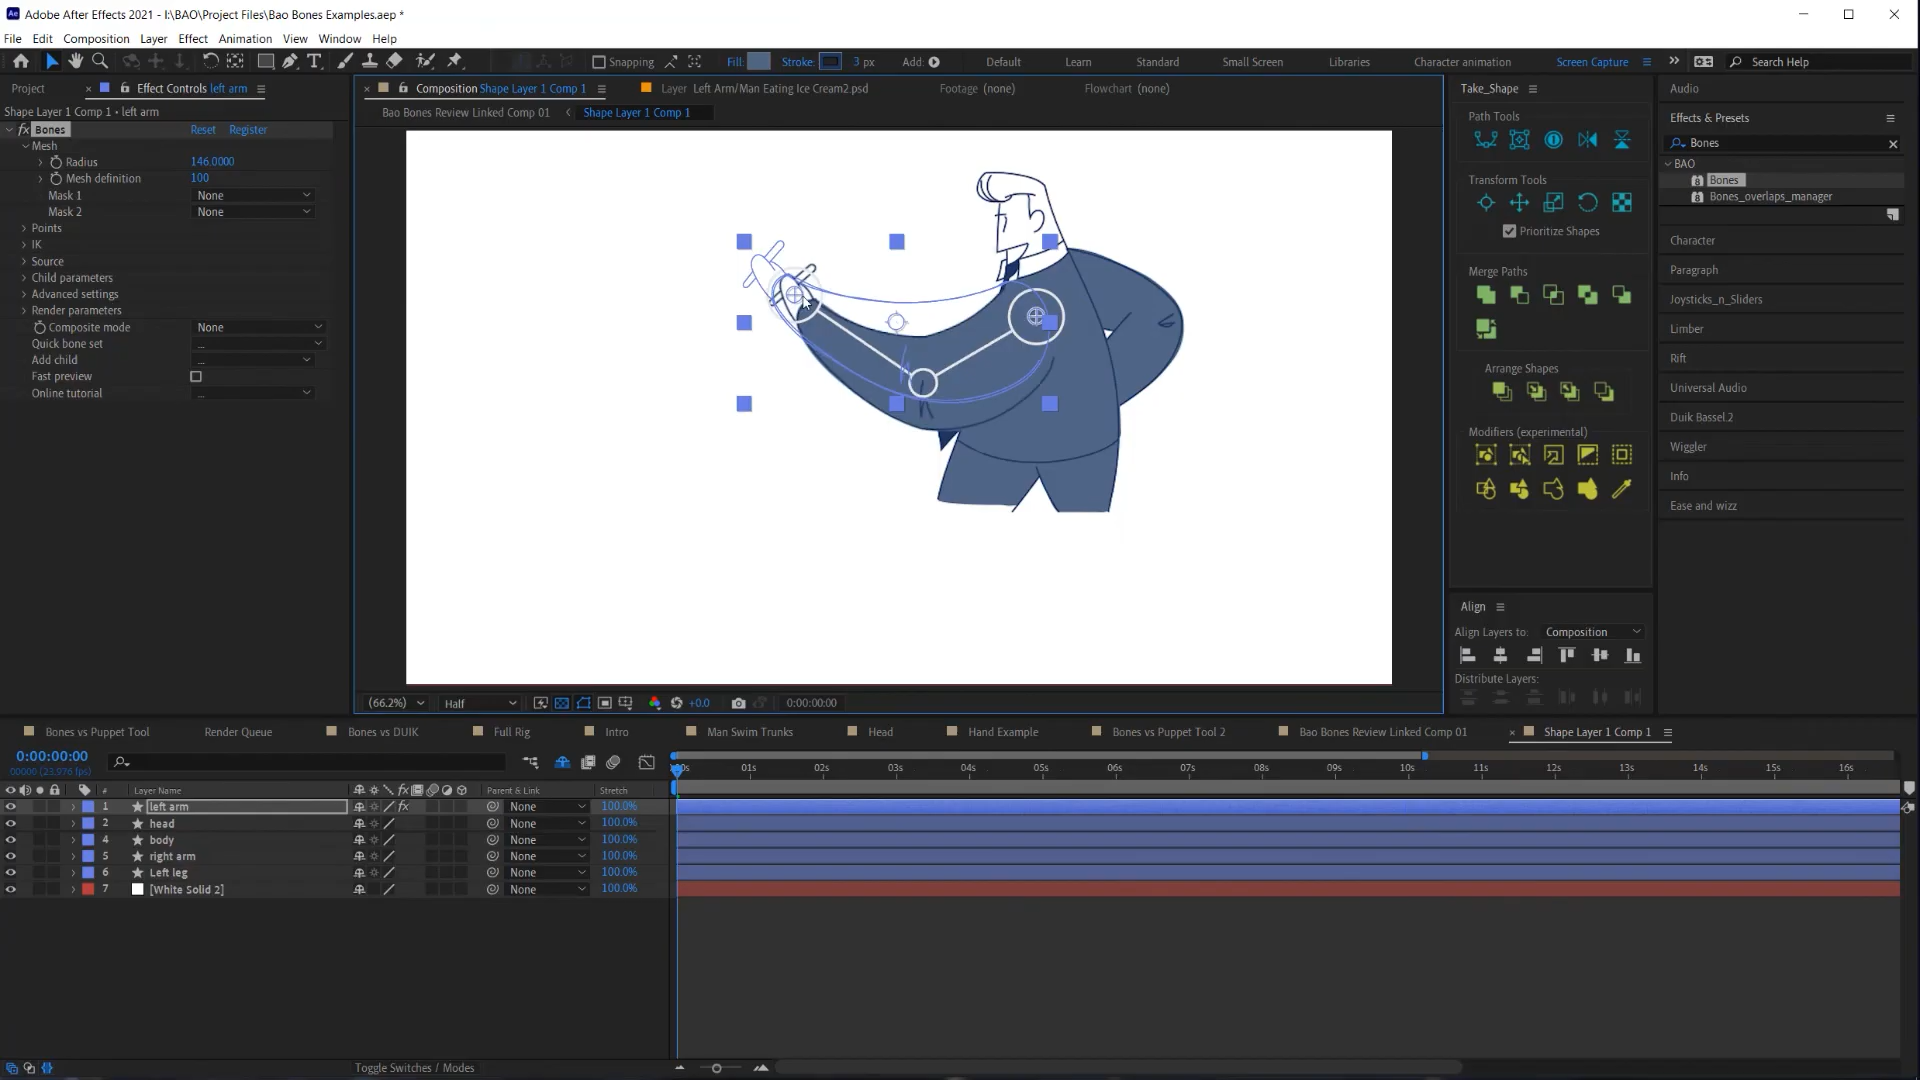 Adobe After Effects 2021 - I:\BAO\Project Files\Bao Bones Examples.aep *
File Edit Composition Layer Effect Animation View Window Help
Snapping Fill: Stroke: 3 px Add: Default Learn Standard Small Screen Libraries Character animation Screen Capture Search Help
Project Effect Controls left arm
Shape Layer 1 Comp 1 • left arm
fx Bones Reset Register
Mesh
Radius 146.0000
Mesh definition 100
Mask 1 None
Mask 2 None
Points
IK
Source
Child parameters
Advanced settings
Render parameters
Composite mode None
Quick bone set ...
Add child ...
Fast preview
Online tutorial ...
Composition Shape Layer 1 Comp 1 Layer Left Arm/Man Eating Ice Cream2.psd Footage (none) Flowchart (none)
Bao Bones Review Linked Comp 01 < Shape Layer 1 Comp 1
(66.2%) Half +0.0 0:00:00:00
Take_Shape
Path Tools
Transform Tools
Prioritize Shapes
Merge Paths
Arrange Shapes
Modifiers (experimental)
Align
Align Layers to: Composition
Distribute Layers:
Audio
Effects & Presets
Bones
BAO
Bones
Bones_overlaps_manager
Character
Paragraph
Joysticks_n_Sliders
Limber
Rift
Universal Audio
Duik Bassel.2
Wiggler
Info
Ease and wizz
Bones vs Puppet Tool Render Queue Bones vs DUIK Full Rig Intro Man Swim Trunks Head Hand Example Bones vs Puppet Tool 2 Bao Bones Review Linked Comp 01 Shape Layer 1 Comp 1
0:00:00:00
00000 (23.976 fps)
01s 02s 03s 04s 05s 06s 07s 08s 09s 10s 11s 12s 13s 14s 15s 16s
# Layer Name fx Parent & Link Stretch
1 left arm fx None 100.0%
2 head None 100.0%
4 body None 100.0%
5 right arm None 100.0%
6 Left leg None 100.0%
7 [White Solid 2] None 100.0%
Toggle Switches / Modes